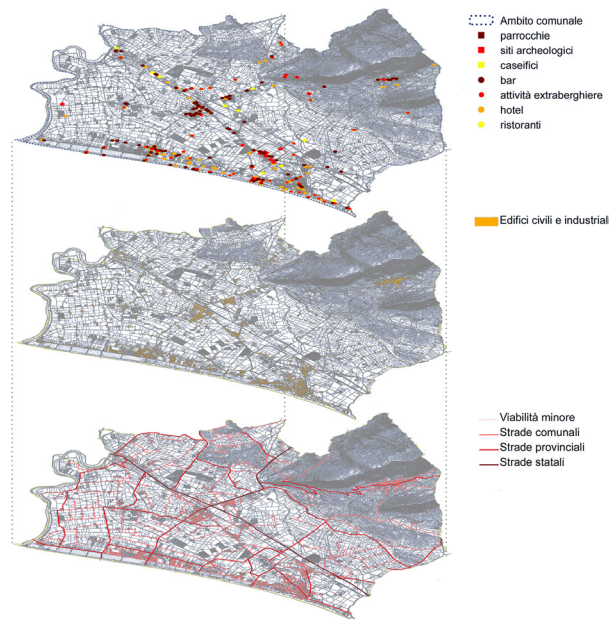 Ambito comunale
parrocchie
siti archeologici
caseifici
bar
attività extraberghiere
hotel
ristoranti
Edifici civili e industriali
Viabilità minore
Strade comunali
Strade provinciali
Strade statali